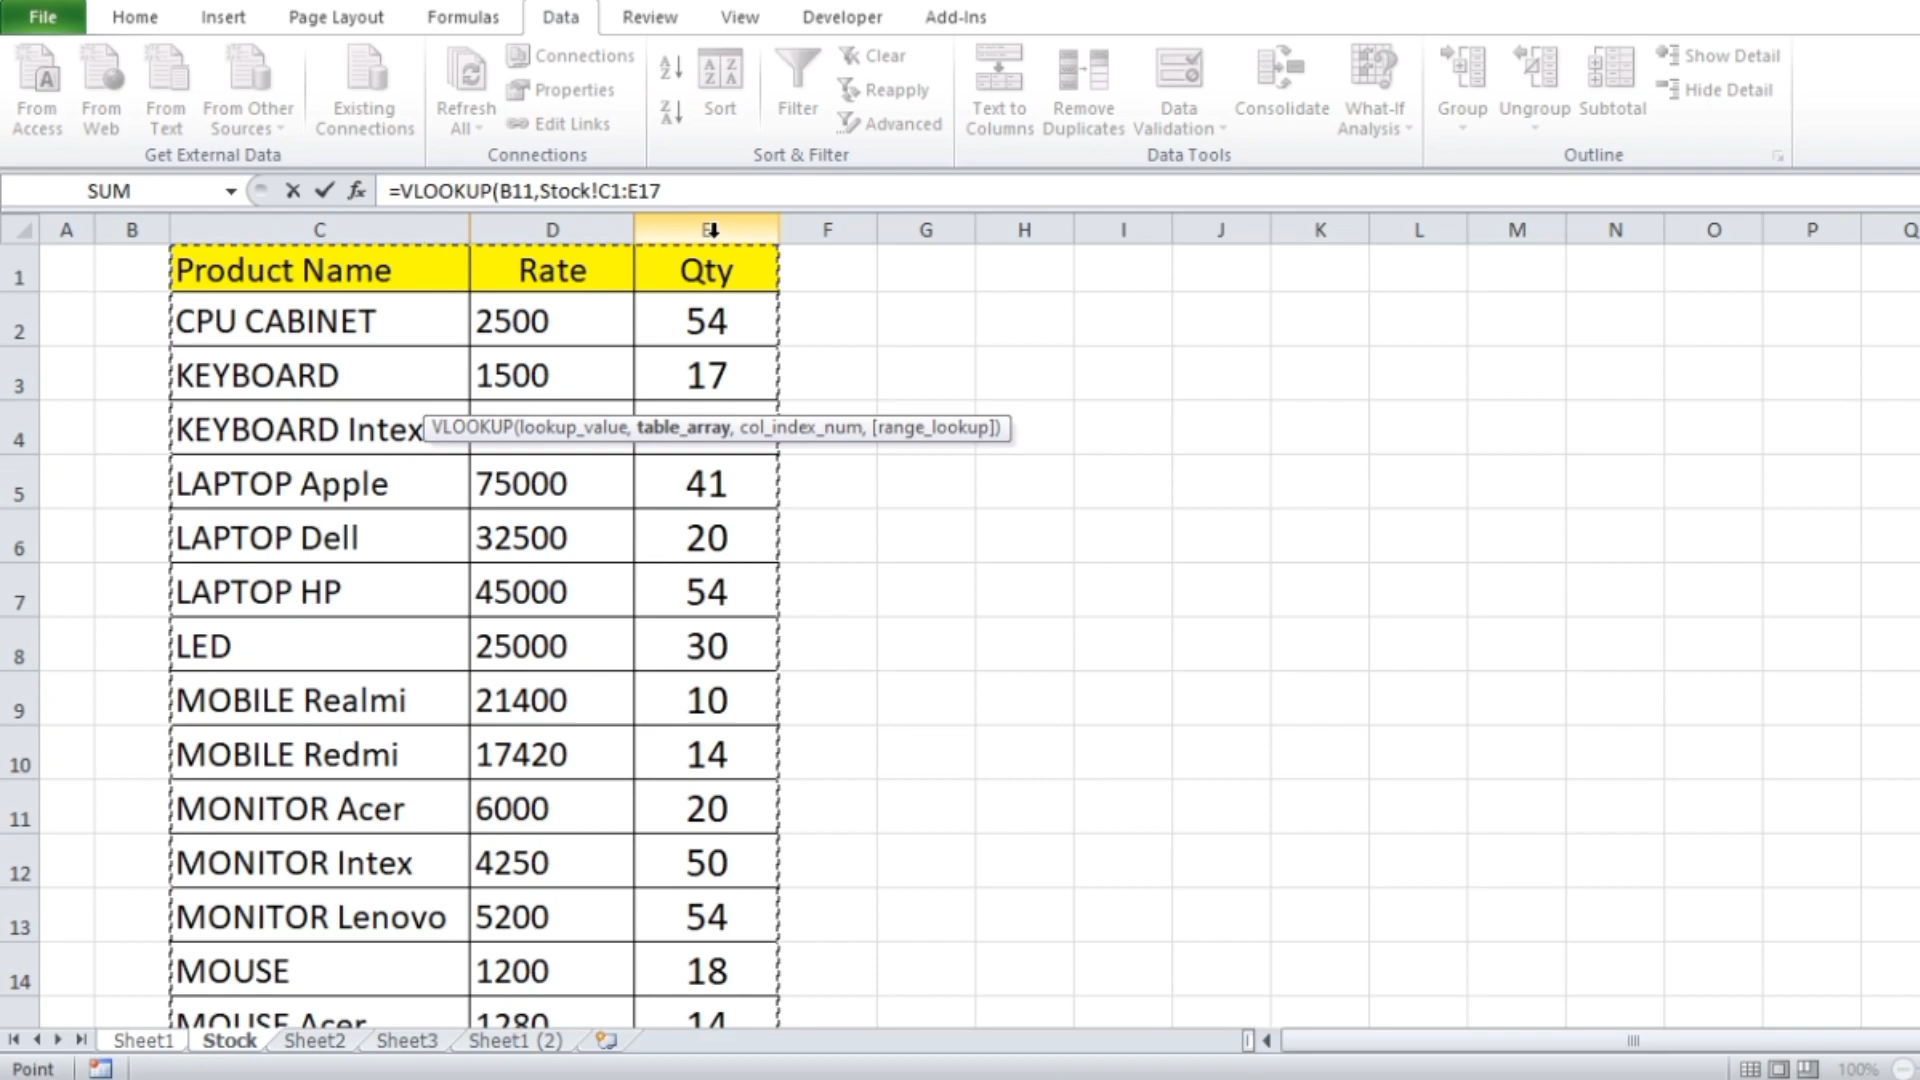 File Home Insert Page Layout Formulas Data Review View Developer Add-Ins
From Access From Web From Text From Other Sources Existing Connections Refresh All Connections Properties Edit Links Sort Filter Clear Reapply Advanced Text to Columns Remove Duplicates Data Validation Consolidate What-If Analysis Group Ungroup Subtotal Show Detail Hide Detail
Get External Data Connections Sort & Filter Data Tools Outline
SUM fx =VLOOKUP(B11,Stock!C1:E17
A B C D E F G H I J K L M N O P Q
1 Product Name Rate Qty
2 CPU CABINET 2500 54
3 KEYBOARD 1500 17
4 KEYBOARD Intex VLOOKUP(lookup_value, table_array, col_index_num, [range_lookup])
5 LAPTOP Apple 75000 41
6 LAPTOP Dell 32500 20
7 LAPTOP HP 45000 54
8 LED 25000 30
9 MOBILE Realmi 21400 10
10 MOBILE Redmi 17420 14
11 MONITOR Acer 6000 20
12 MONITOR Intex 4250 50
13 MONITOR Lenovo 5200 54
14 MOUSE 1200 18
MOUSE Acer 1280 14
Sheet1 Stock Sheet2 Sheet3 Sheet1 (2)
Point 100%